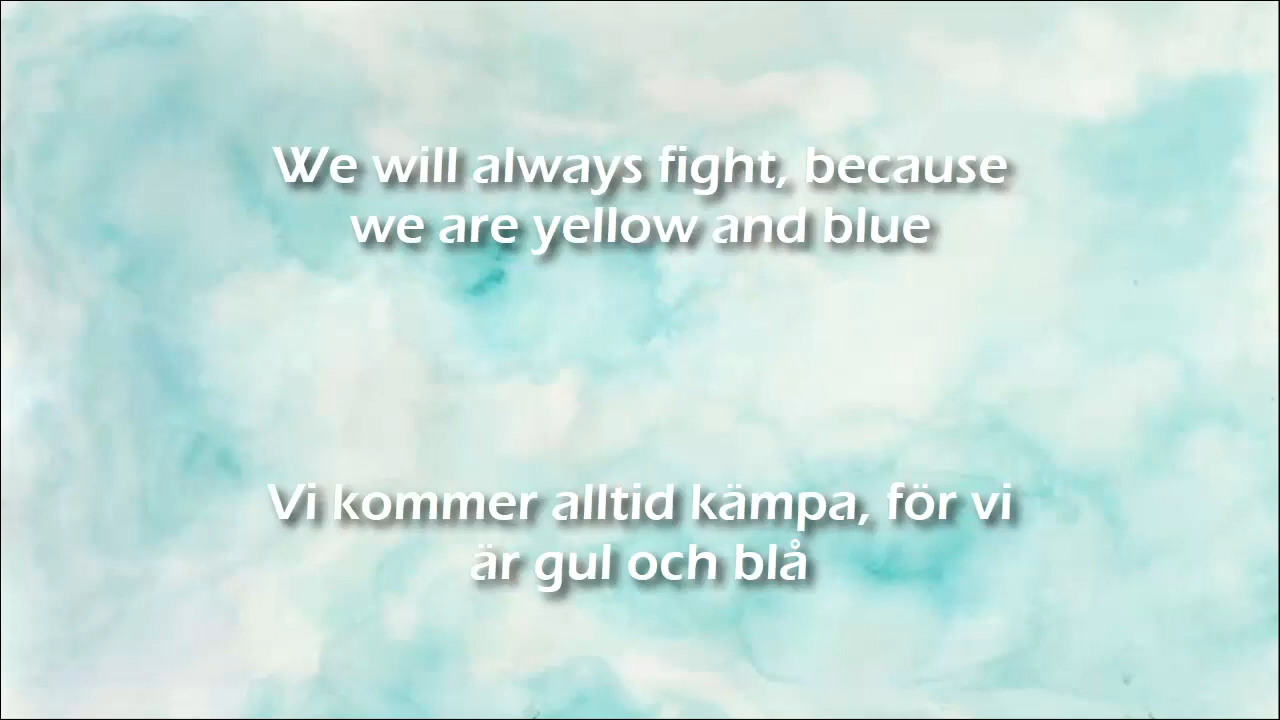 We will always fight, because
we are yellow and blue
Vi kommer alltid kämpa, för vi
är gul och blå